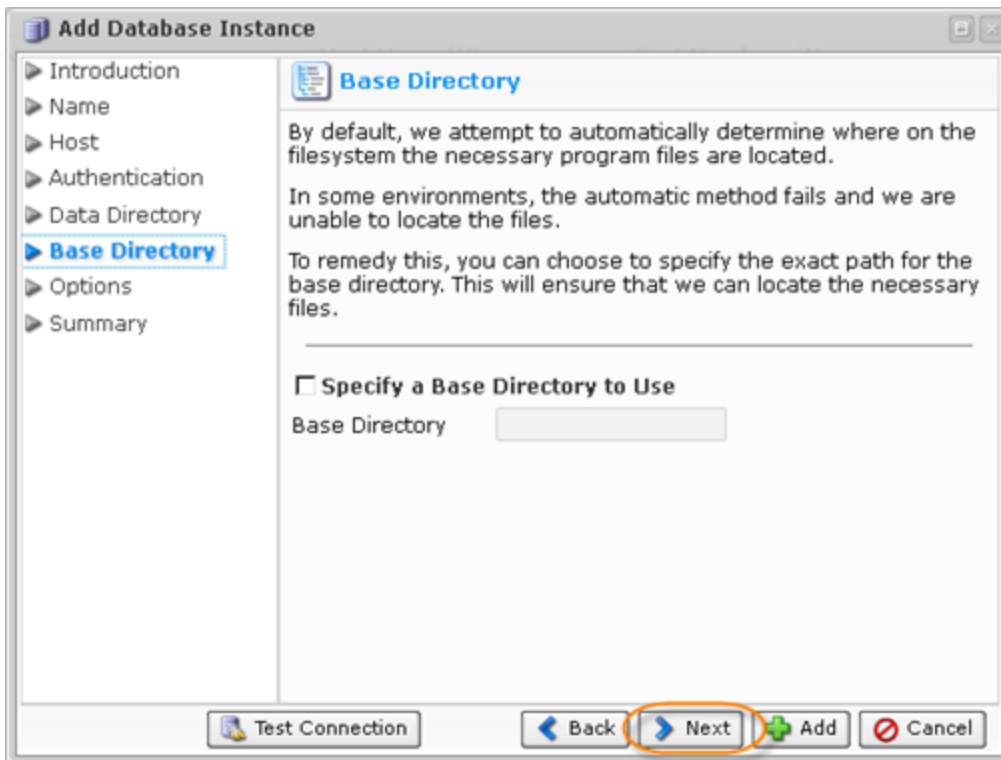 Add Database Instance
Introduction
Name
Host
Authentication
Data Directory
Base Directory
Options
Summary
Base Directory
By default, we attempt to automatically determine where on the
filesystem the necessary program files are located.
In some environments, the automatic method fails and we are
unable to locate the files.
To remedy this, you can choose to specify the exact path for the
base directory. This will ensure that we can locate the necessary
files.
Specify a Base Directory to Use
Base Directory
Test Connection
Back
Next
Add
Cancel